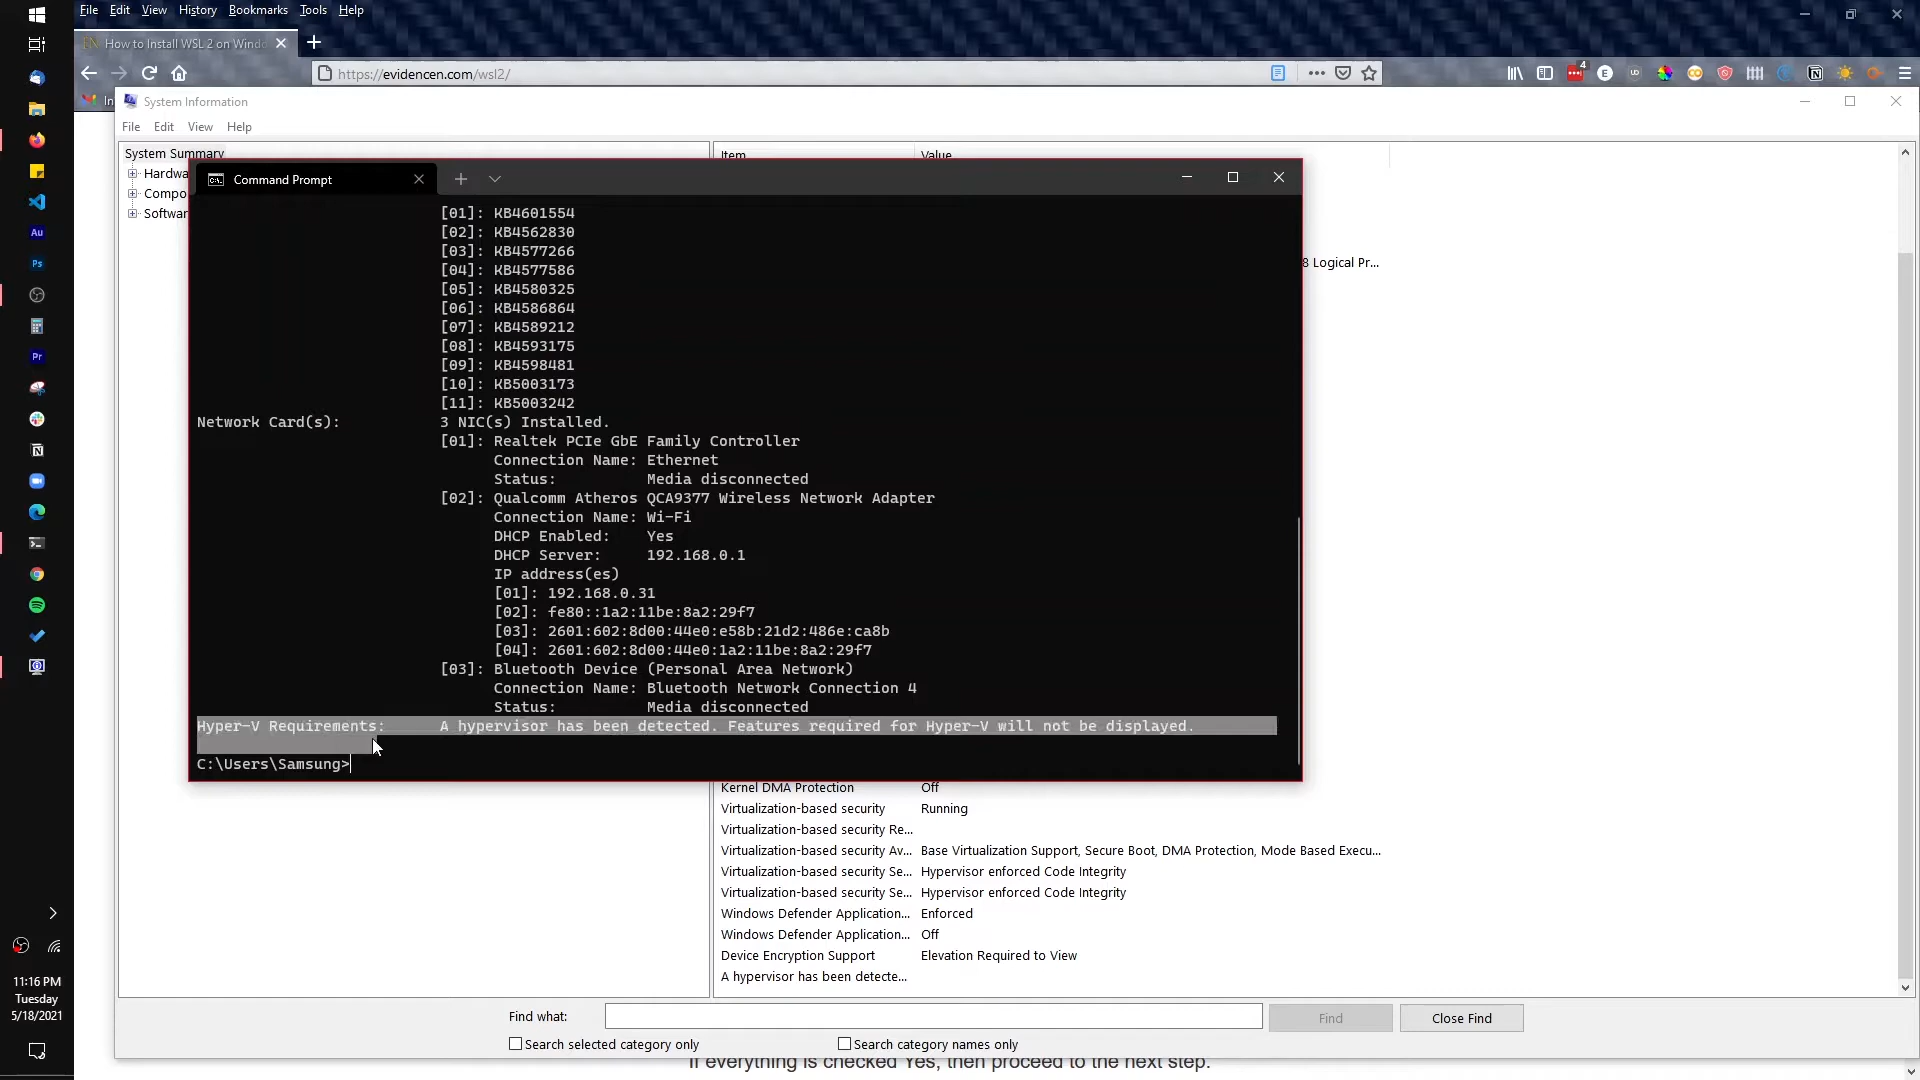 File Edit View History Bookmarks Tools Help
How to Install WSL 2 on Windo
https://evidencen.com/wsl2/
4
In
System Information
File Edit View Help
System Summary
Hardwa
Compo
Softwar
Item Value
8 Logical Pr...
Command Prompt
[01]: KB4601554
[02]: KB4562830
[03]: KB4577266
[04]: KB4577586
[05]: KB4580325
[06]: KB4586864
[07]: KB4589212
[08]: KB4593175
[09]: KB4598481
[10]: KB5003173
[11]: KB5003242
Network Card(s): 3 NIC(s) Installed.
[01]: Realtek PCIe GbE Family Controller
Connection Name: Ethernet
Status: Media disconnected
[02]: Qualcomm Atheros QCA9377 Wireless Network Adapter
Connection Name: Wi-Fi
DHCP Enabled: Yes
DHCP Server: 192.168.0.1
IP address(es)
[01]: 192.168.0.31
[02]: fe80::1a2:11be:8a2:29f7
[03]: 2601:602:8d00:44e0:e58b:21d2:486e:ca8b
[04]: 2601:602:8d00:44e0:1a2:11be:8a2:29f7
[03]: Bluetooth Device (Personal Area Network)
Connection Name: Bluetooth Network Connection 4
Status: Media disconnected
Hyper-V Requirements: A hypervisor has been detected. Features required for Hyper-V will not be displayed.
C:\Users\Samsung>
Kernel DMA Protection Off
Virtualization-based security Running
Virtualization-based security Re...
Virtualization-based security Av... Base Virtualization Support, Secure Boot, DMA Protection, Mode Based Execu...
Virtualization-based security Se... Hypervisor enforced Code Integrity
Virtualization-based security Se... Hypervisor enforced Code Integrity
Windows Defender Application... Enforced
Windows Defender Application... Off
Device Encryption Support Elevation Required to View
A hypervisor has been detecte...
Find what: Find Close Find
Search selected category only Search category names only
If everything is checked Yes, then proceed to the next step.
Au
Ps
Pr
11:16 PM
Tuesday
5/18/2021